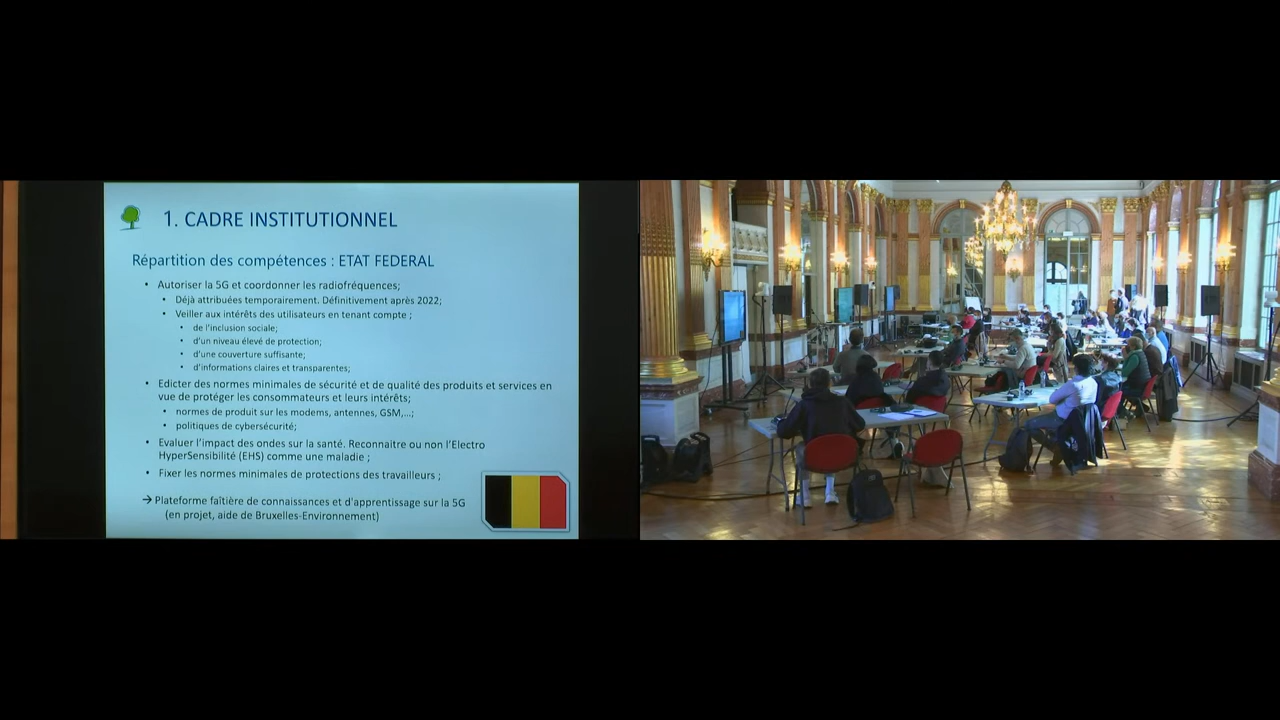 1. CADRE INSTITUTIONNEL
Répartition des compétences : ETAT FEDERAL
• Autoriser la 5G et coordonner les radiofréquences;
• Déjà attribuées temporairement. Définitivement après 2022;
• Veiller aux intérêts des utilisateurs en tenant compte ;
• de l'inclusion sociale;
• d'un niveau élevé de protection;
• d'une couverture suffisante;
• d'informations claires et transparentes;
• Edicter des normes minimales de sécurité et de qualité des produits et services en
vue de protéger les consommateurs et leurs intérêts;
• normes de produit sur les modems, antennes, GSM,...;
• politiques de cybersécurité;
• Evaluer l'impact des ondes sur la santé. Reconnaitre ou non l'Electro
HyperSensibilité (EHS) comme une maladie ;
• Fixer les normes minimales de protections des travailleurs ;
→ Plateforme faîtière de connaissances et d'apprentissage sur la 5G
(en projet, aide de Bruxelles-Environnement)